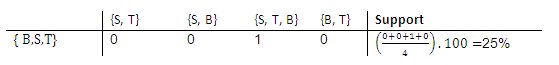 {S, T} {S, B} {S, T, B} {B, T} Support
{ B,S,T} 0 0 1 0 (0+0+1+0/4). 100 =25%